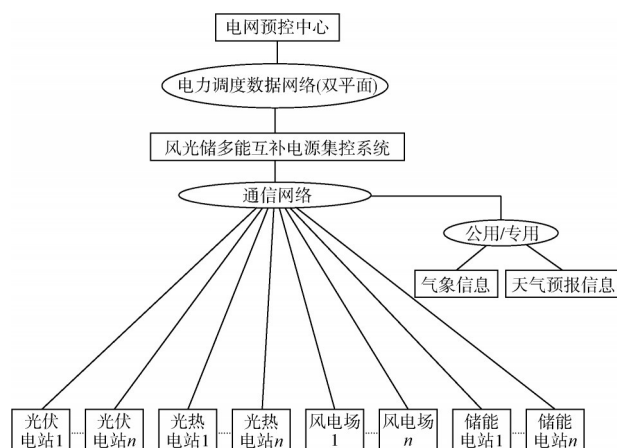 电网预控中心
电力调度数据网络(双平面)
风光储多能互补电源集控系统
通信网络
公用/专用
气象信息
天气预报信息
光伏
电站1
光伏
电站n
光热
电站1
光热
电站n
风电场
1
风电场
n
储能
电站1
储能
电站n